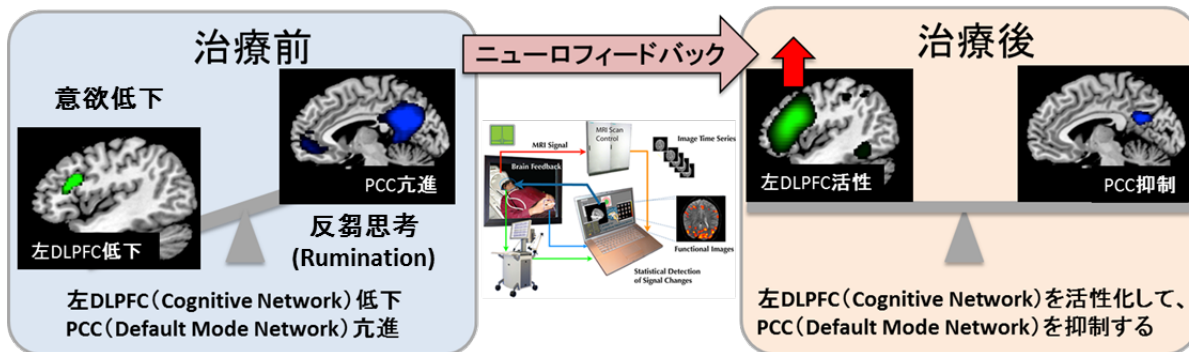 治療前
意欲低下
左DLPFC低下
PCC亢進
反芻思考
(Rumination)
左DLPFC(Cognitive Network)低下
PCC(Default Mode Network)亢進
ニューロフィードバック
MRI Scan
Control
Image Time Series
MRI Signal
Brain Feedback
Functional Images
Statistical Detection
of Signal Changes
治療後
左DLPFC活性
PCC抑制
左DLPFC(Cognitive Network)を活性化して、
PCC(Default Mode Network)を抑制する